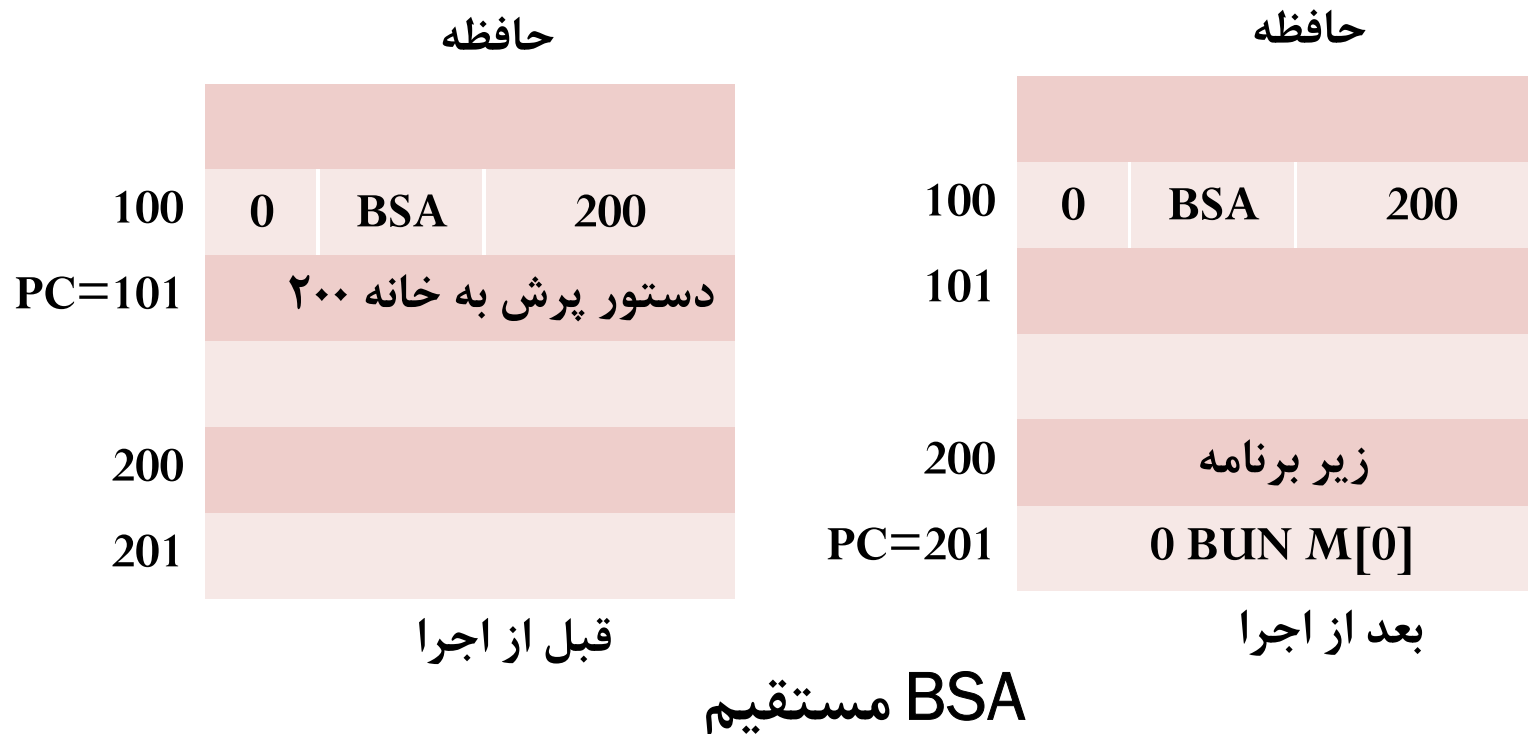 حافظه
100 0 BSA 200
PC=101 دستور پرش به خانه ۲۰۰
200
201
قبل از اجرا
حافظه
100 0 BSA 200
101
200 زیر برنامه
PC=201 0 BUN M[0]
بعد از اجرا
BSA مستقیم